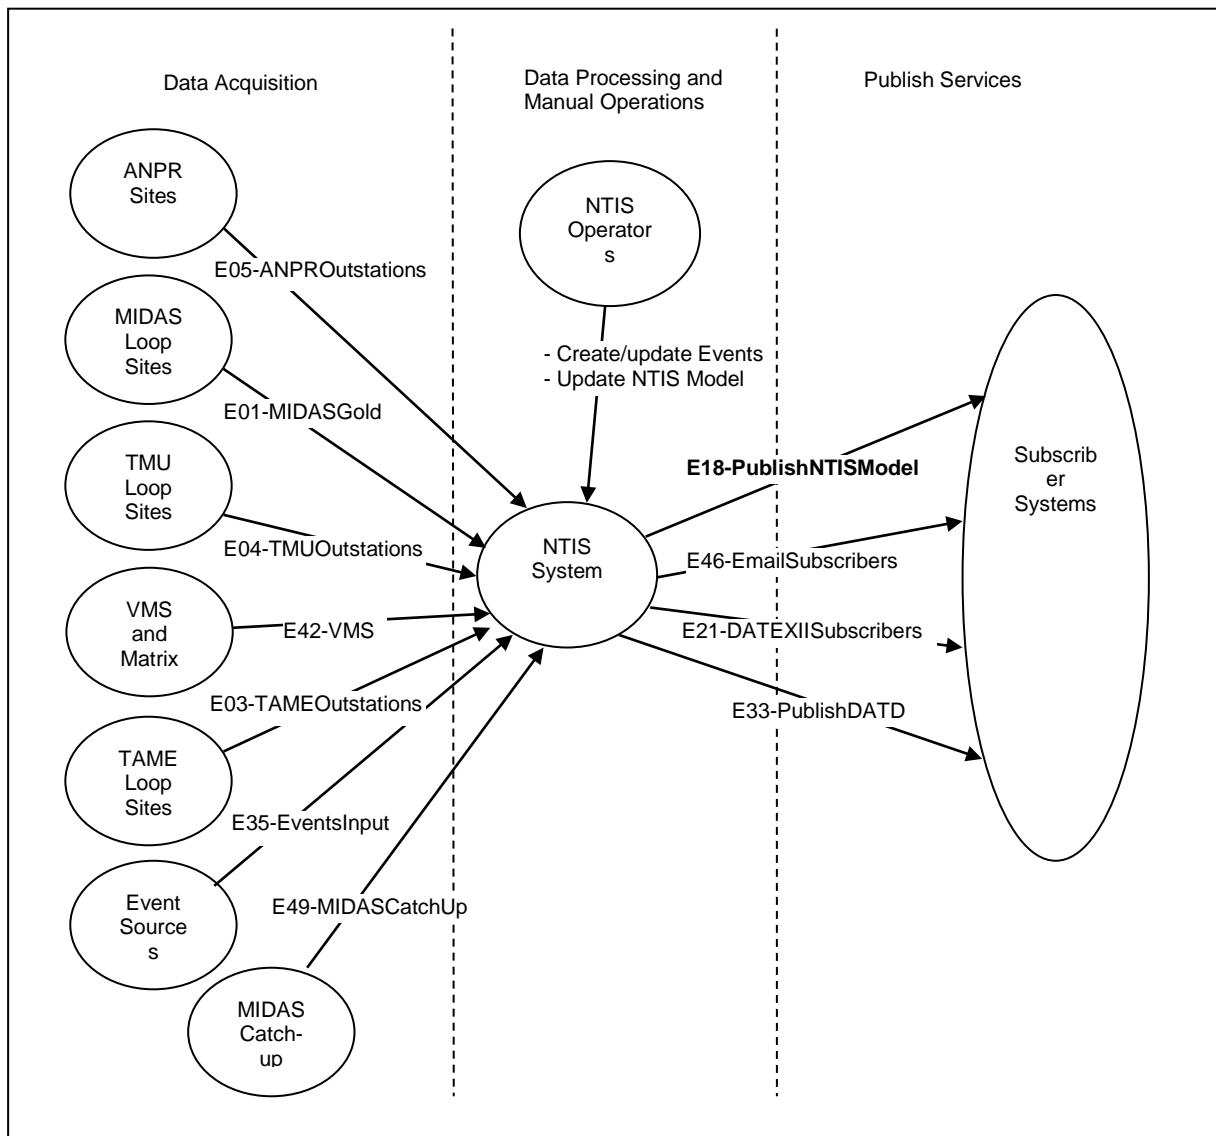 Data Acquisition
Data Processing and
Manual Operations
Publish Services
ANPR
Sites
NTIS
Operator
s
E05-ANPROutstations
MIDAS
Loop
Sites
- Create/update Events
- Update NTIS Model
E01-MIDASGold
TMU
Loop
Sites
E18-PublishNTISModel
Subscrib
er
Systems
E04-TMUOutstations
NTIS
System
E46-EmailSubscribers
VMS
and
Matrix
E42-VMS
E21-DATEXIISubscribers
E03-TAMEOutstations
E33-PublishDATD
TAME
Loop
Sites
E35-EventsInput
Event
Source
s
E49-MIDASCatchUp
MIDAS
Catch-
up